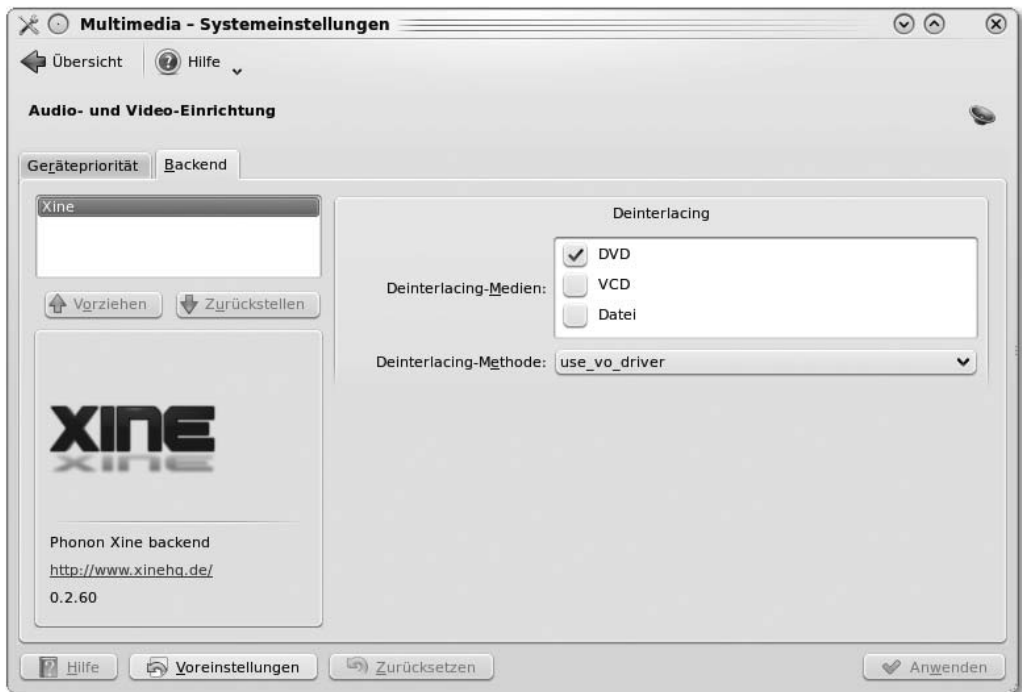 Multimedia – Systemeinstellungen
Übersicht
Hilfe
Audio- und Video-Einrichtung
Gerätepriorität
Backend
Xine
Vorziehen
Zurückstellen
XINE
Phonon Xine backend
http://www.xinehq.de/
0.2.60
Deinterlacing
Deinterlacing-Medien:
DVD
VCD
Datei
Deinterlacing-Methode:
use_vo_driver
Hilfe
Voreinstellungen
Zurücksetzen
Anwenden